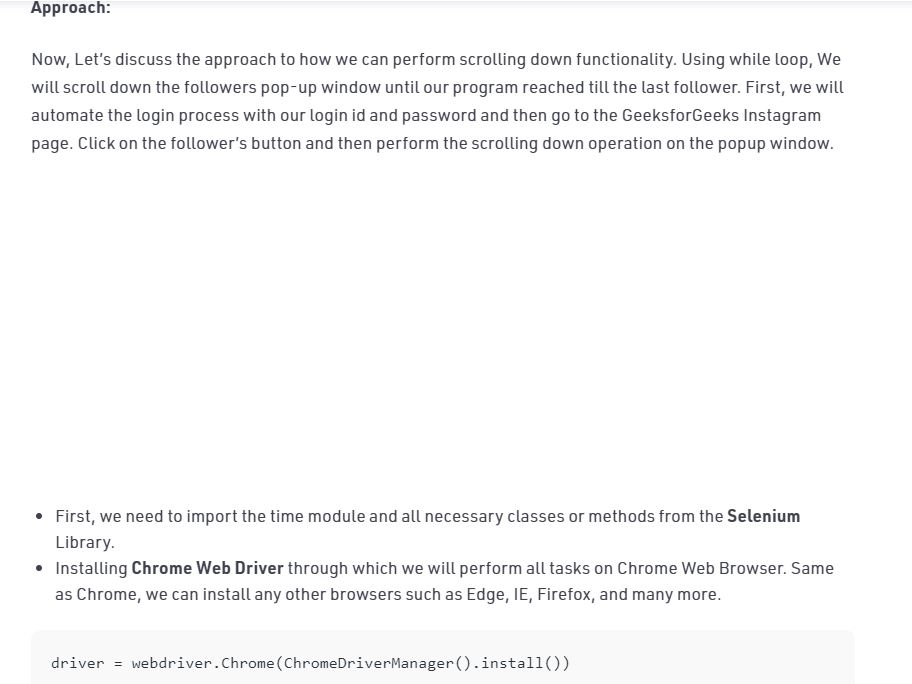 Approach:
Now, Let's discuss the approach to how we can perform scrolling down functionality. Using while loop, We
will scroll down the followers pop-up window until our program reached till the last follower. First, we will
automate the login process with our login id and password and then go to the GeeksforGeeks Instagram
page. Click on the follower's button and then perform the scrolling down operation on the popup window.
• First, we need to import the time module and all necessary classes or methods from the Selenium
Library.
• Installing Chrome Web Driver through which we will perform all tasks on Chrome Web Browser. Same
as Chrome, we can install any other browsers such as Edge, IE, Firefox, and many more.
driver = webdriver.Chrome(ChromeDriverManager().install())